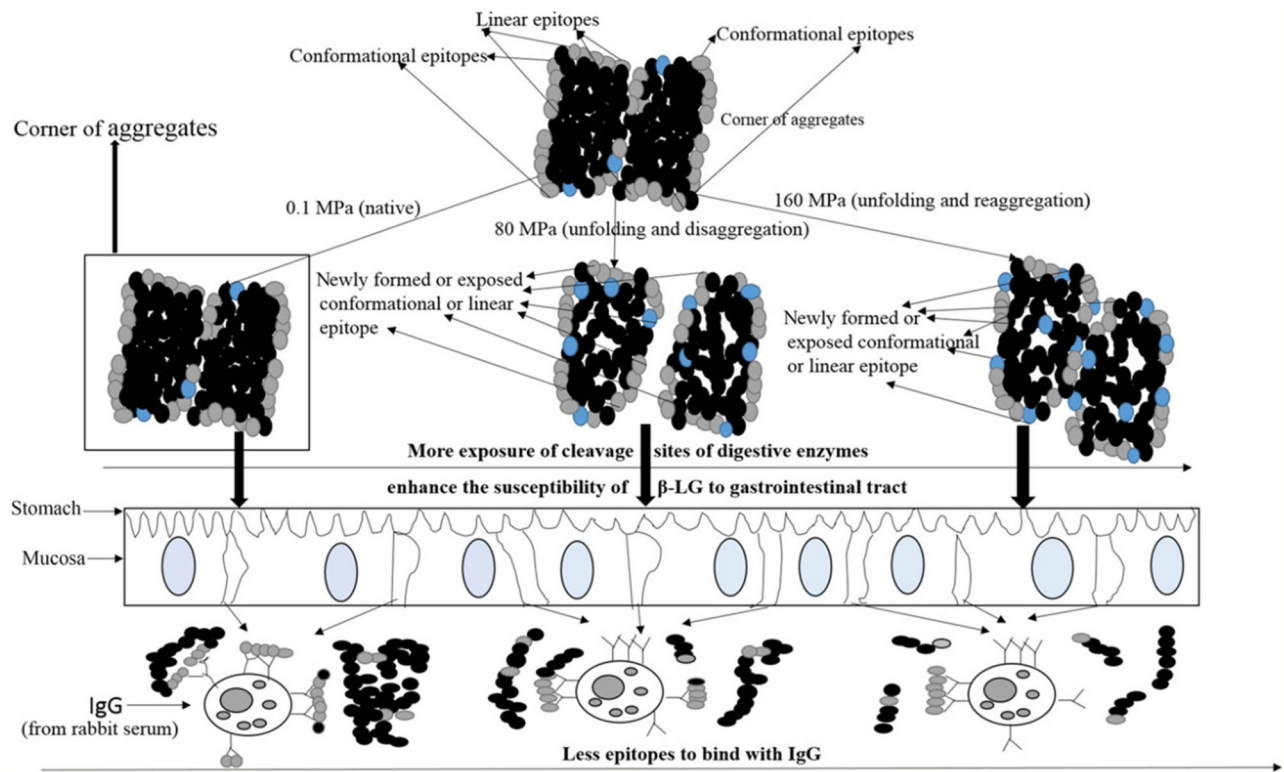 Linear epitopes
Conformational epitopes
Conformational epitopes
Corner of aggregates
Corner of aggregates
0.1 MPa (native)
80 MPa (unfolding and disaggregation)
160 MPa (unfolding and reaggregation)
Newly formed or exposed
conformational or linear
epitope
Newly formed or
exposed conformational
or linear epitope
More exposure of cleavage sites of digestive enzymes
enhance the susceptibility of β-LG to gastrointestinal tract
Stomach
Mucosa
IgG
(from rabbit serum)
Less epitopes to bind with IgG